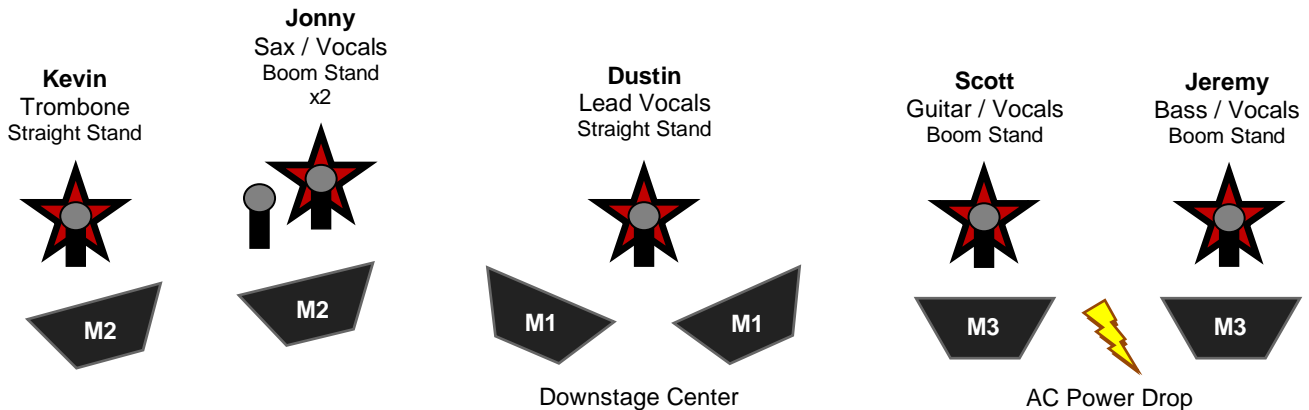 Kevin
Trombone
Straight Stand
M2
Jonny
Sax / Vocals
Boom Stand
x2
M2
Dustin
Lead Vocals
Straight Stand
M1
M1
Downstage Center
Scott
Guitar / Vocals
Boom Stand
M3
Jeremy
Bass / Vocals
Boom Stand
M3
AC Power Drop